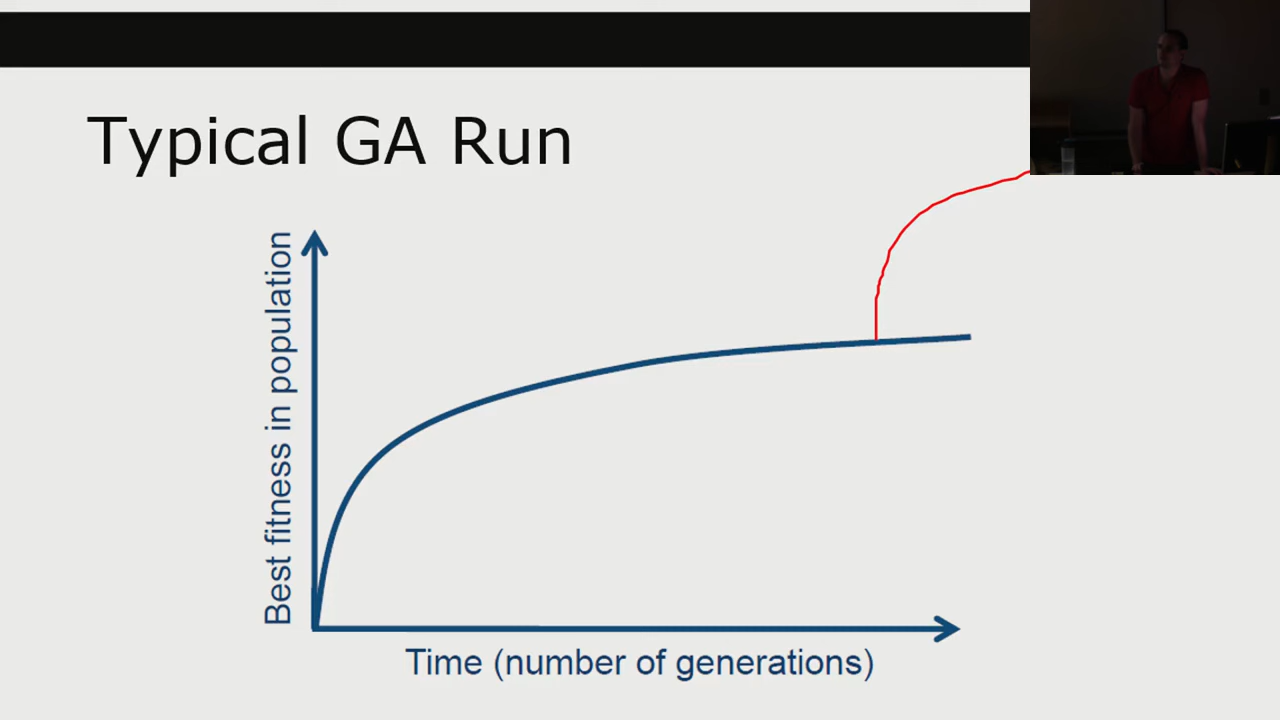 Typical GA Run
Best fitness in population
Time (number of generations)